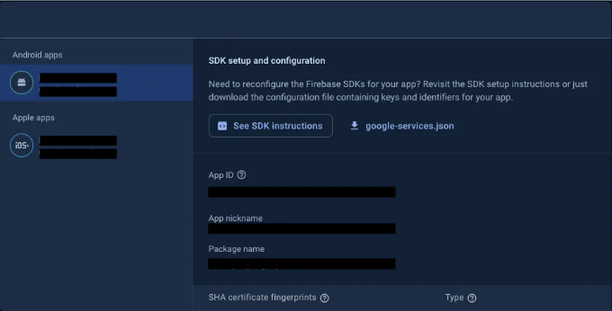 Android apps
Apple apps
iOS+
SDK setup and configuration
Need to reconfigure the Firebase SDKs for your app? Revisit the SDK setup instructions or just
download the configuration file containing keys and identifiers for your app.
See SDK instructions
google-services.json
App ID
App nickname
Package name
SHA certificate fingerprints
Type